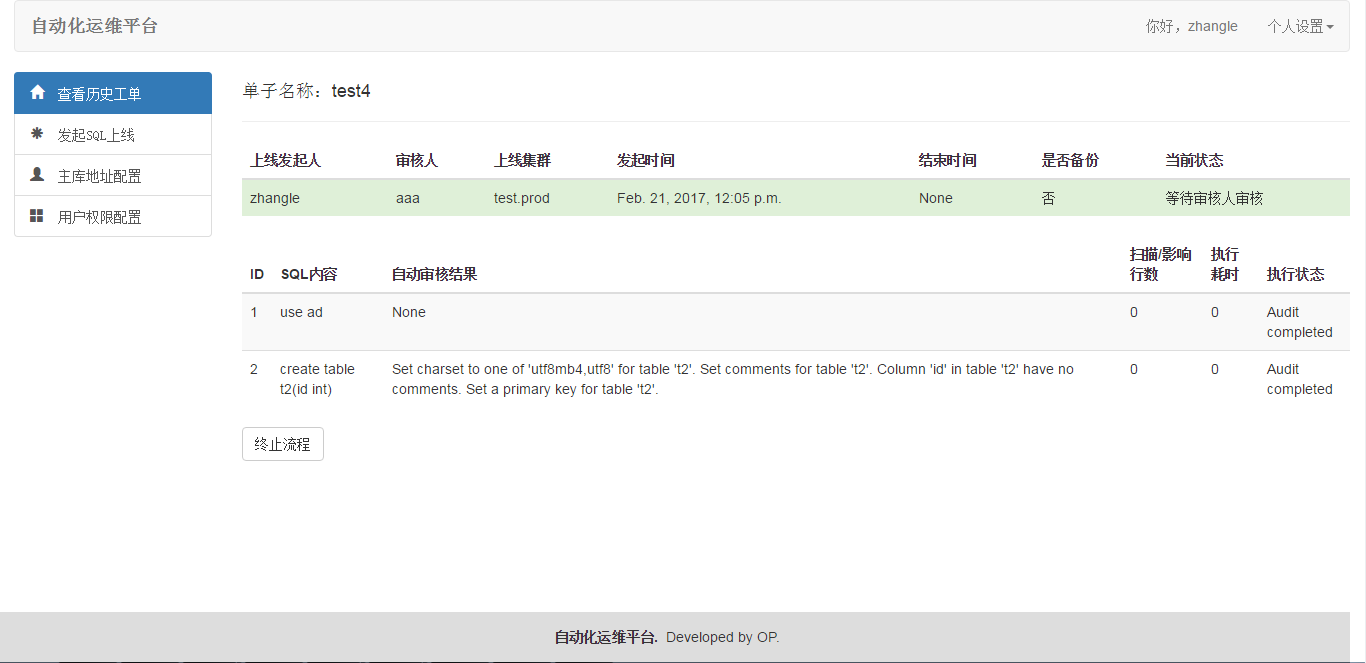 自动化运维平台
你好，zhangle 个人设置
查看历史工单
发起SQL上线
主库地址配置
用户权限配置
单子名称：test4
上线发起人 审核人 上线集群 发起时间 结束时间 是否备份 当前状态
zhangle aaa test.prod Feb. 21, 2017, 12:05 p.m. None 否 等待审核人审核
ID SQL内容 自动审核结果 扫描/影响行数 执行耗时 执行状态
1 use ad None 0 0 Audit completed
2 create table t2(id int) Set charset to one of 'utf8mb4,utf8' for table 't2'. Set comments for table 't2'. Column 'id' in table 't2' have no comments. Set a primary key for table 't2'. 0 0 Audit completed
终止流程
自动化运维平台. Developed by OP.